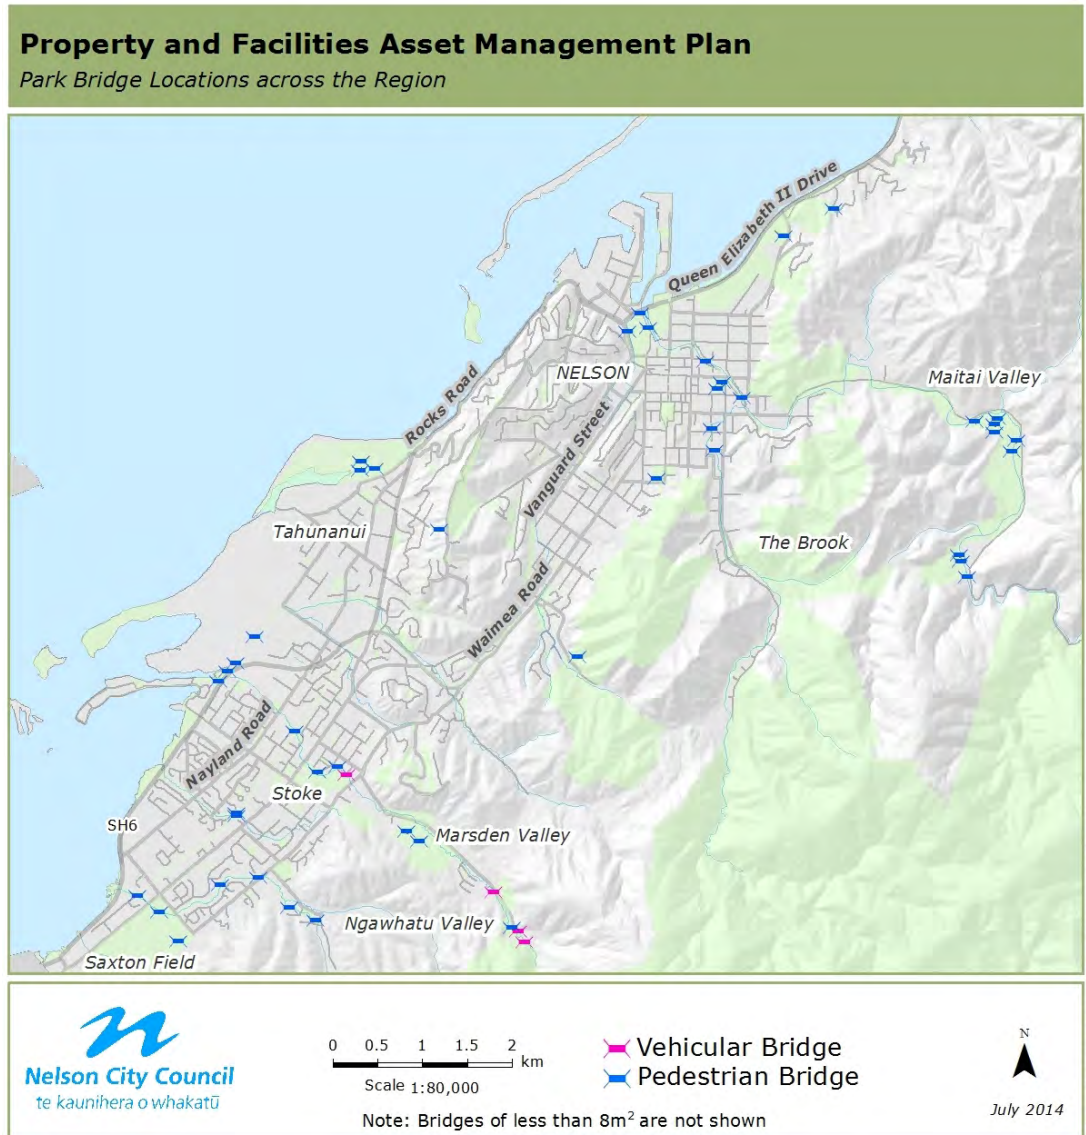 Property and Facilities Asset Management Plan
Park Bridge Locations across the Region
Queen Elizabeth II Drive
NELSON
Maitai Valley
Rocks Road
Vanguard Street
Tahunanui
The Brook
Waimea Road
Nayland Road
Stoke
SH6
Marsden Valley
Ngawhatu Valley
Saxton Field
Nelson City Council
te kaunihera o whakatū
0 0.5 1 1.5 2
km
Scale 1:80,000
Note: Bridges of less than 8m² are not shown
Vehicular Bridge
Pedestrian Bridge
N
July 2014